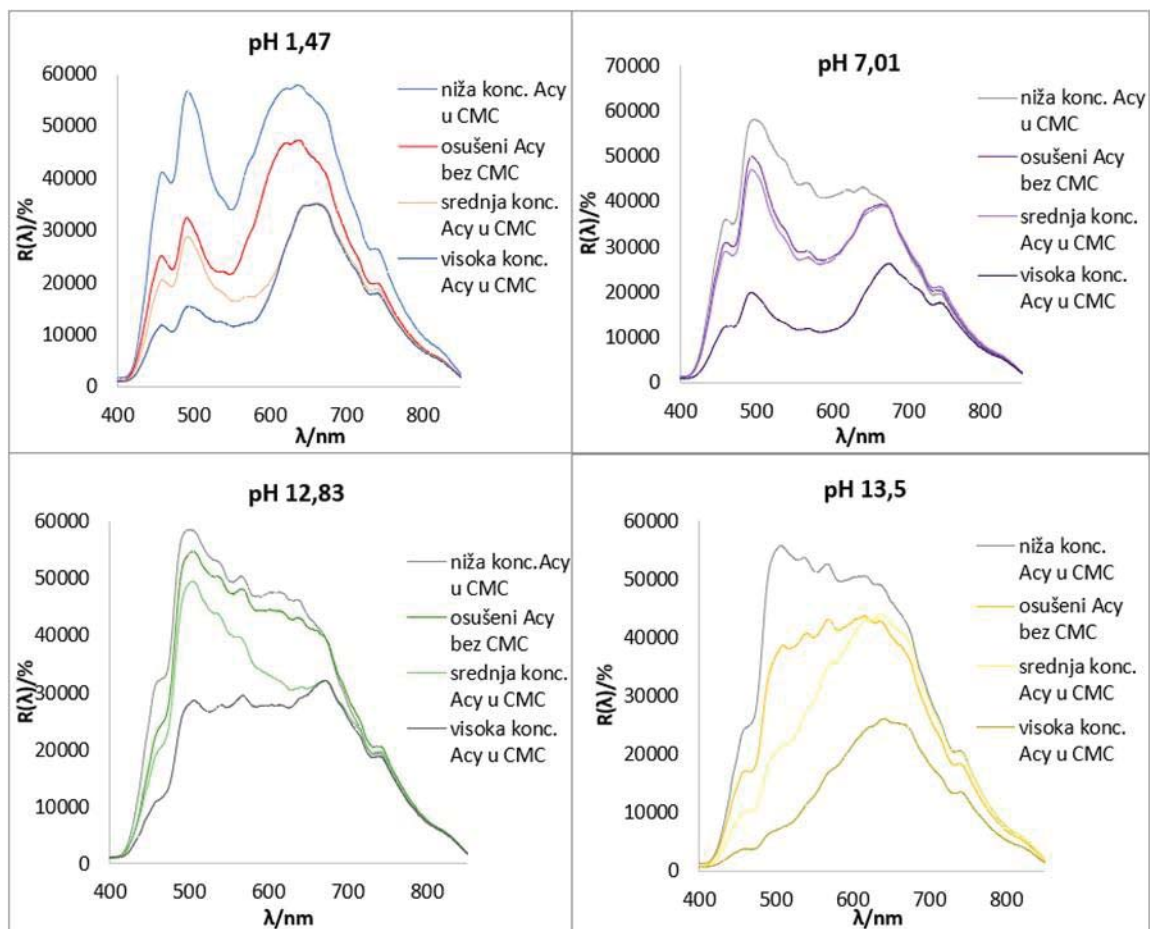 pH 1,47
60000
50000
40000
30000
20000
10000
0
R(λ)/%
400 500 600 700 800
λ/nm
niža konc. Acy
u CMC
osušeni Acy
bez CMC
srednja konc.
Acy u CMC
visoka konc.
Acy u CMC
pH 7,01
70000
60000
50000
40000
30000
20000
10000
0
R(λ)/%
400 500 600 700 800
λ/nm
niža konc. Acy
u CMC
osušeni Acy
bez CMC
srednja konc.
Acy u CMC
visoka konc.
Acy u CMC
pH 12,83
60000
50000
40000
30000
20000
10000
0
R(λ)/%
400 500 600 700 800
λ/nm
niža konc.Acy
u CMC
osušeni Acy
bez CMC
srednja konc.
Acy u CMC
visoka konc.
Acy u CMC
pH 13,5
60000
50000
40000
30000
20000
10000
0
R(λ)/%
400 500 600 700 800
λ/nm
niža konc.
Acy u CMC
osušeni Acy
bez CMC
srednja konc.
Acy u CMC
visoka konc.
Acy u CMC